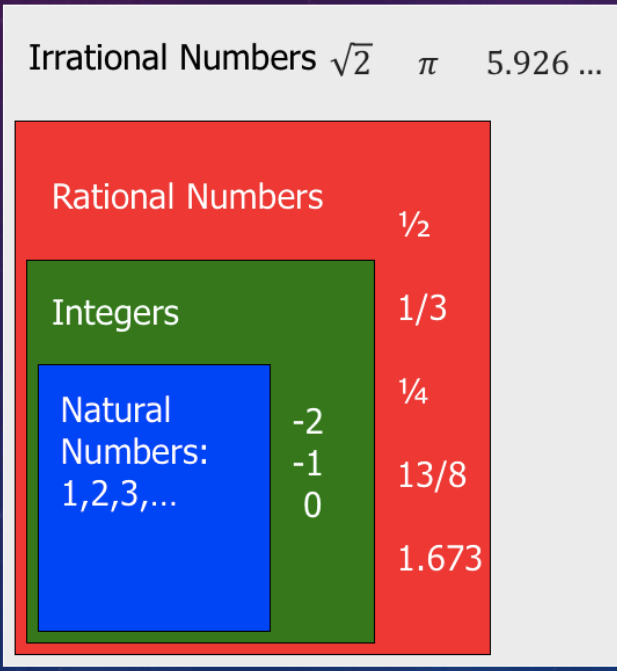 Irrational Numbers √2 π 5.926 ...
Rational Numbers
½
Integers
1/3
¼
Natural
Numbers:
1,2,3,...
-2
-1
0
13/8
1.673